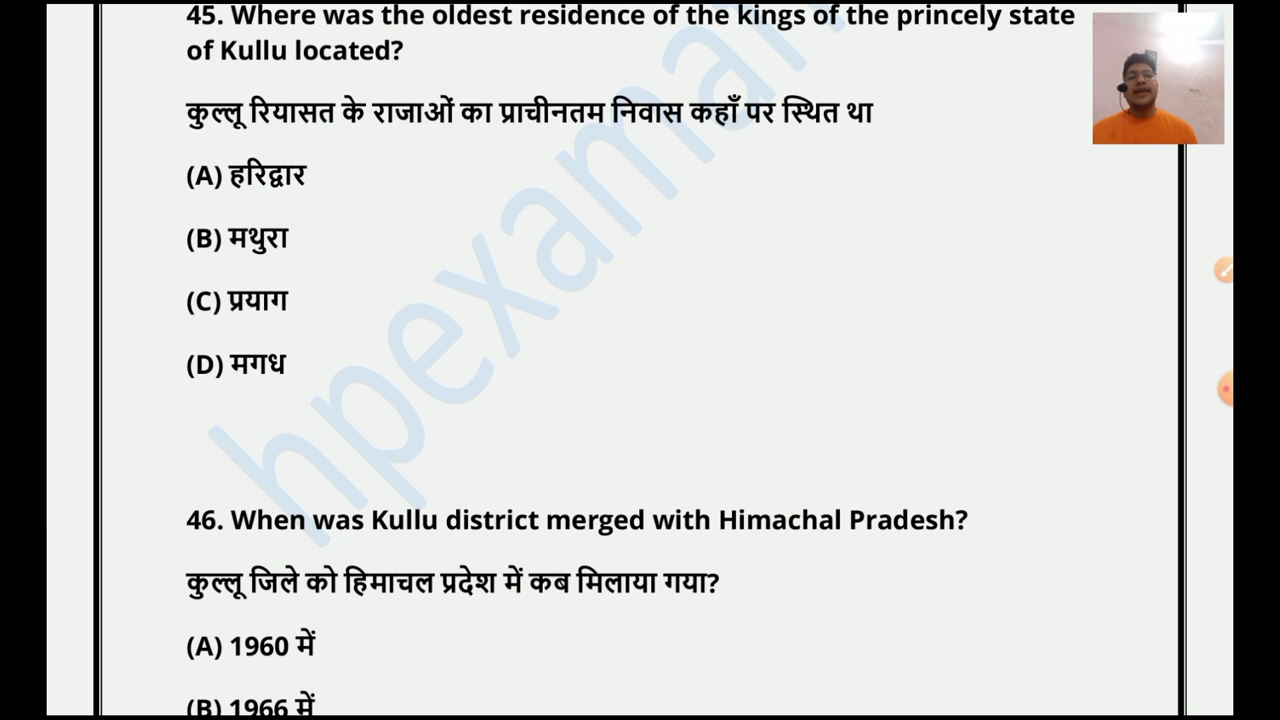 45. Where was the oldest residence of the kings of the princely state
of Kullu located?
कुल्लू रियासत के राजाओं का प्राचीनतम निवास कहाँ पर स्थित था
(A) हरिद्वार
(B) मथुरा
(C) प्रयाग
(D) मगध
hpexaman
46. When was Kullu district merged with Himachal Pradesh?
कुल्लू जिले को हिमाचल प्रदेश में कब मिलाया गया?
(A) 1960 में
(B) 1966 में